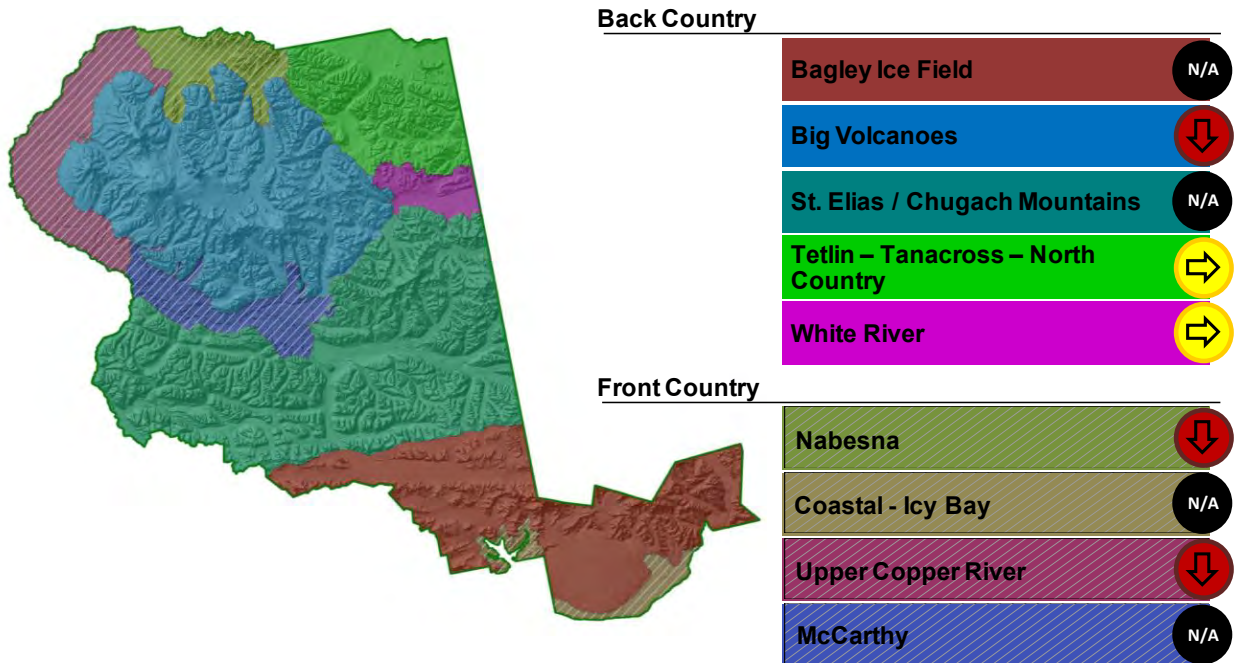 Back Country
Bagley Ice Field
N/A
Big Volcanoes
St. Elias / Chugach Mountains
N/A
Tetlin – Tanacross – North
Country
White River
Front Country
Nabesna
Coastal - Icy Bay
N/A
Upper Copper River
McCarthy
N/A